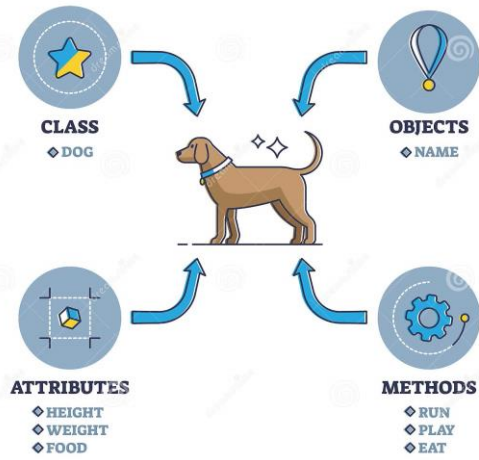 CLASS
DOG
OBJECTS
NAME
ATTRIBUTES
HEIGHT
WEIGHT
FOOD
METHODS
RUN
PLAY
EAT